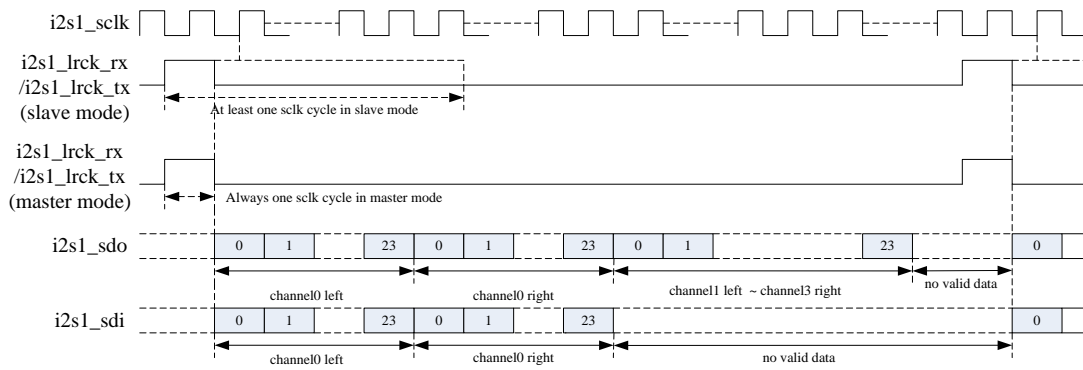 i2s1_sclk
i2s1_lrck_rx
/i2s1_lrck_tx
(slave mode)
At least one sclk cycle in slave mode
i2s1_lrck_rx
/i2s1_lrck_tx
(master mode)
Always one sclk cycle in master mode
i2s1_sdo
0 1 23 0 1 23 0 1 23 0
channel0 left channel0 right channel1 left ~ channel3 right no valid data
i2s1_sdi
0 1 23 0 1 23 0
channel0 left channel0 right no valid data